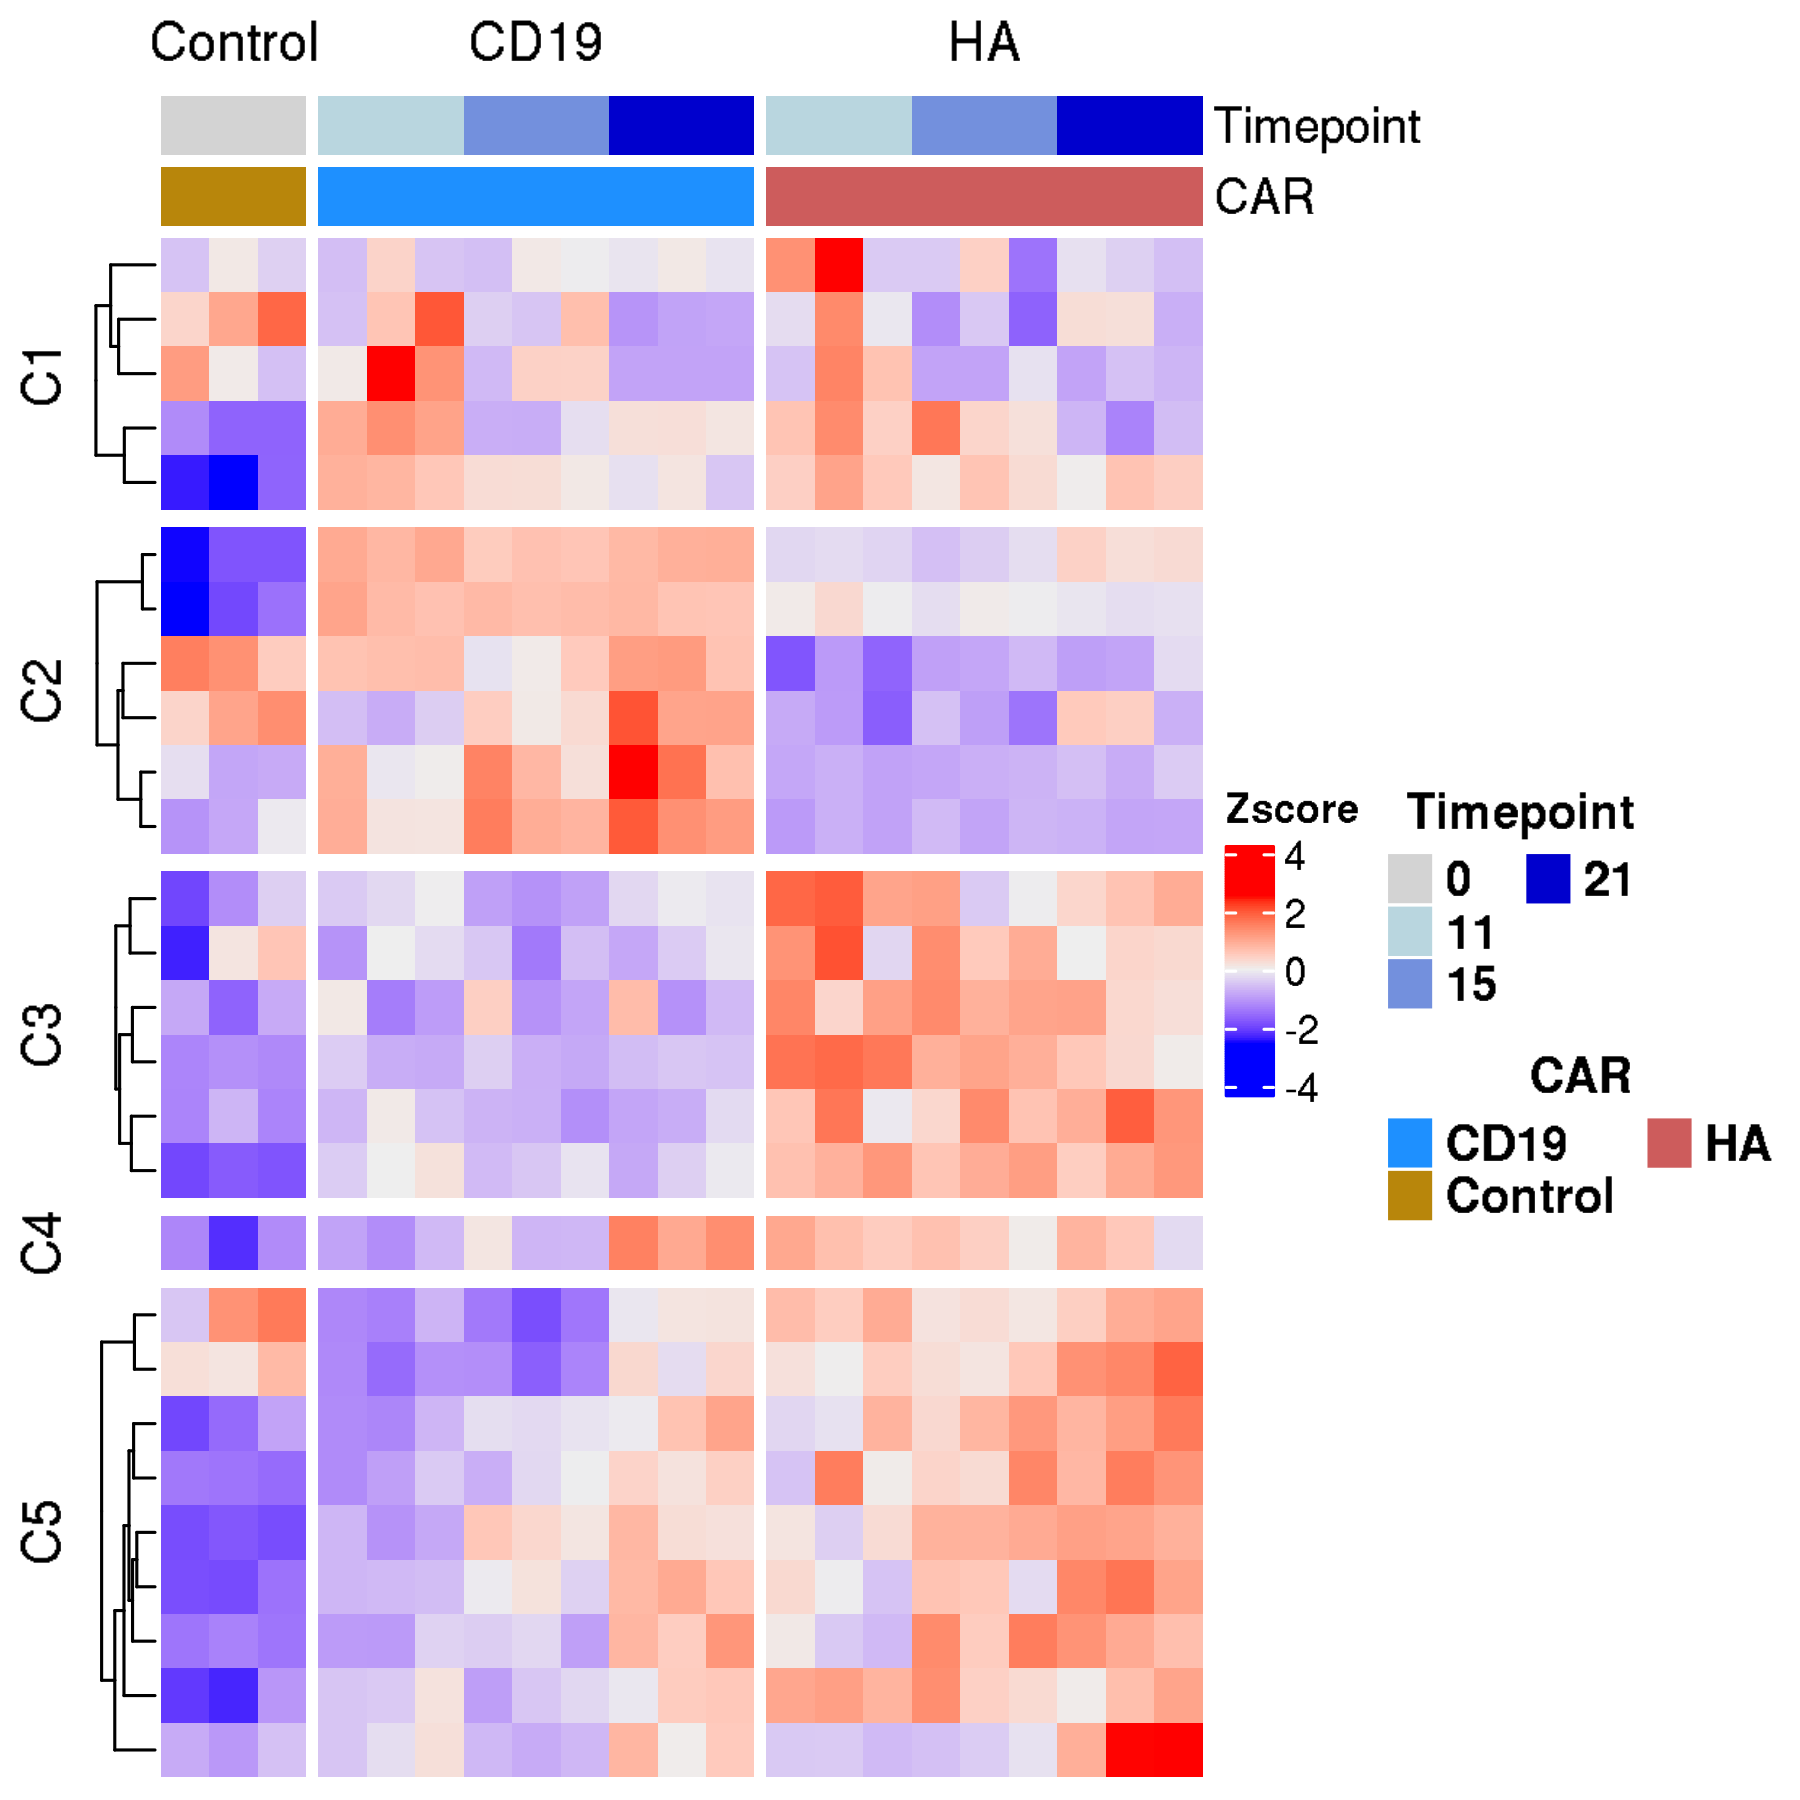 Control CD19 HA
Timepoint
CAR
C1
C2
C3
C4
C5
Zscore
4
2
0
-2
-4
Timepoint
0 21
11
15
CAR
CD19 HA
Control